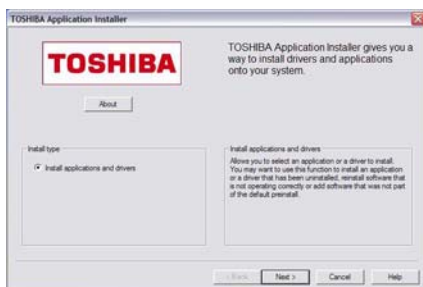 TOSHIBA Application Installer
TOSHIBA
TOSHIBA Application Installer gives you a
way to install drivers and applications
onto your system.
About
Install type
Install applications and drivers
Install applications and drivers
Allows you to select an application or a driver to install.
You may want to use this function to install an application
or a driver that has been uninstalled, reinstall software that
is not operating correctly or add software that was not part
of the default preinstall.
< Back
Next >
Cancel
Help